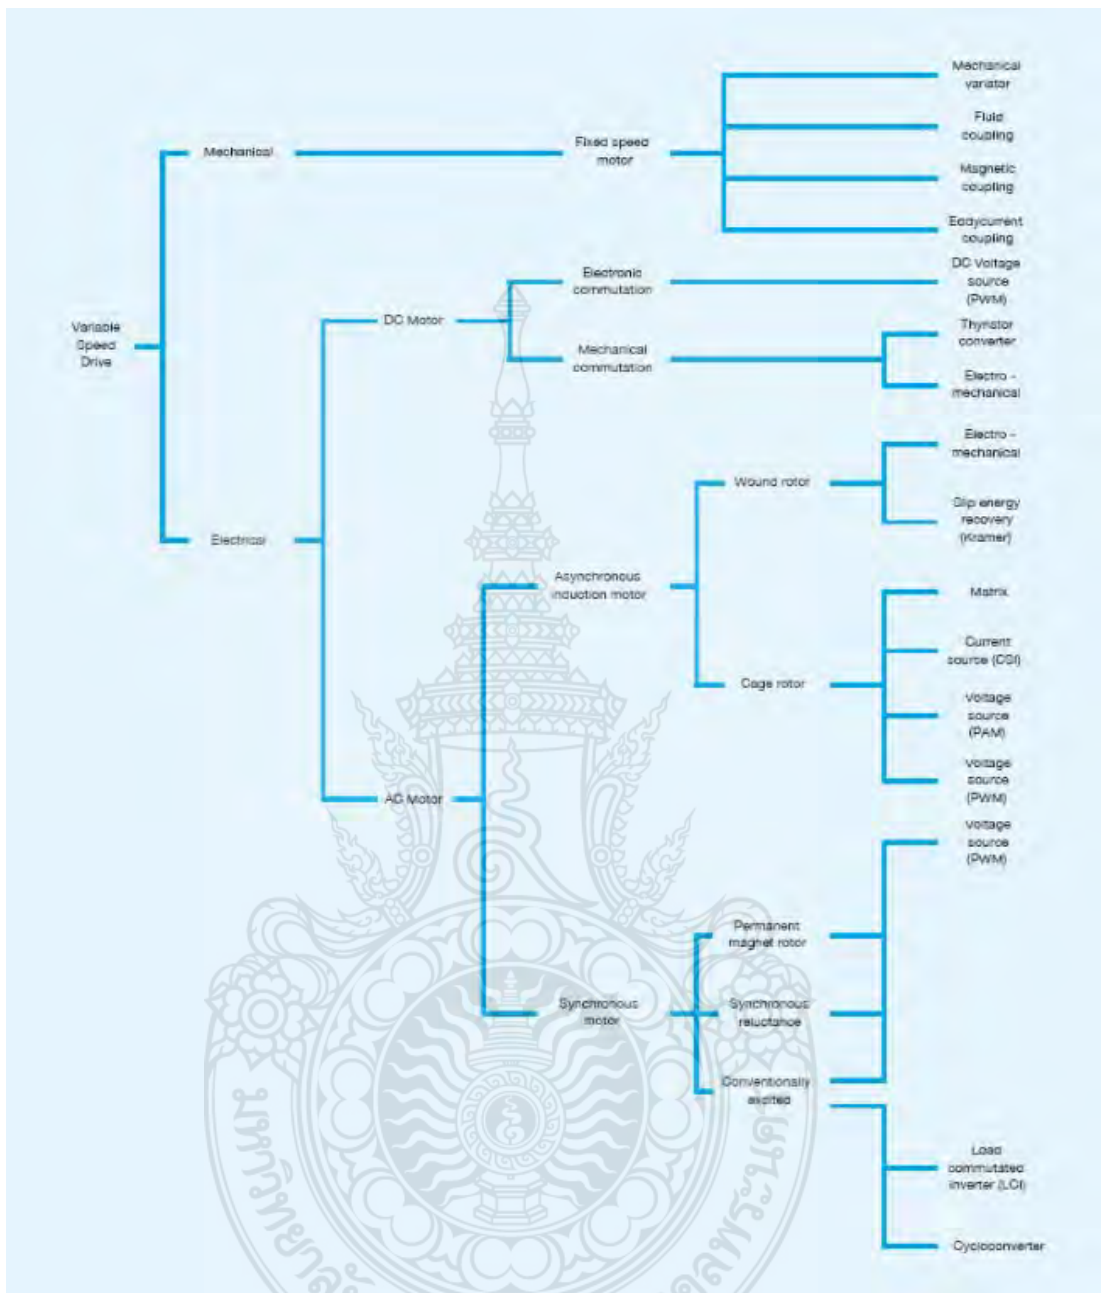 Mechanical
variator
Fluid
coupling
Magnetic
coupling
Eddycurrent
coupling
Mechanical
Fixed speed
motor
DC Voltage
source
(PWM)
Electronic
commutation
DC Motor
Thyristor
converter
Mechanical
commutation
Electro -
mechanical
Variable
Speed
Drive
Electro -
mechanical
Wound rotor
Slip energy
recovery
(Kramer)
Electrical
Asynchronous
induction motor
Matrix
Current
source (CSI)
Cage rotor
Voltage
source
(PAM)
Voltage
source
(PWM)
AC Motor
Voltage
source
(PWM)
Permanent
magnet rotor
Synchronous
motor
Synchronous
reluctance
Conventionally
excited
Load
commutated
inverter (LCI)
Cycloconverter